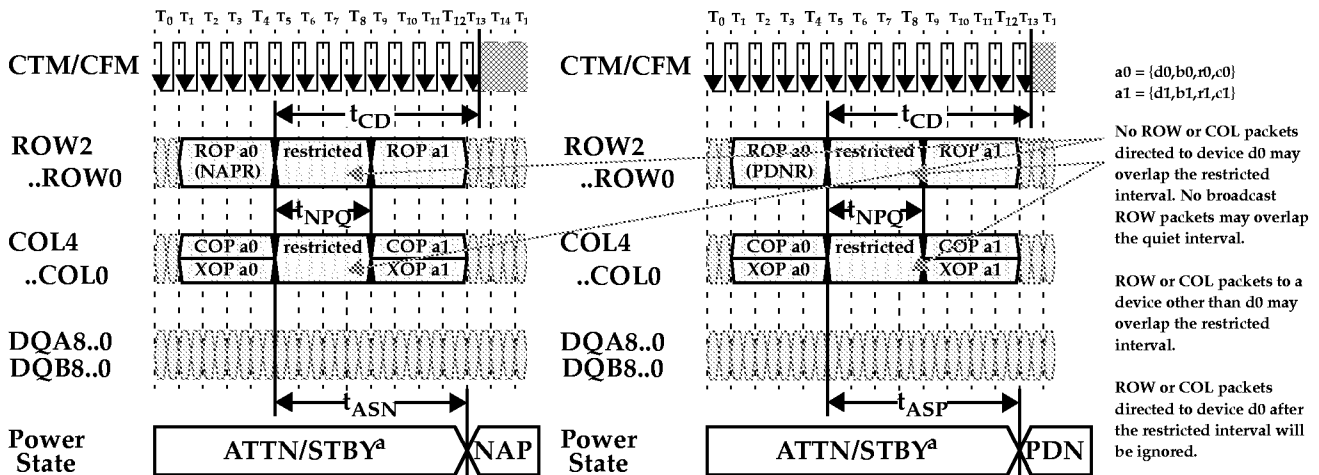 T0 T1 T2 T3 T4 T5 T6 T7 T8 T9 T10 T11 T12 T13 T14 T1
CTM/CFM
tCD
ROW2
..ROW0
ROP a0
(NAPR)
restricted
ROP a1
tNPQ
COL4
..COL0
COP a0
XOP a0
restricted
COP a1
XOP a1
DQA8..0
DQB8..0
tASN
Power
State
ATTN/STBYa
NAP
T0 T1 T2 T3 T4 T5 T6 T7 T8 T9 T10 T11 T12 T13 T1
CTM/CFM
tCD
ROW2
..ROW0
ROP a0
(PDNR)
restricted
ROP a1
tNPQ
COL4
..COL0
COP a0
XOP a0
restricted
COP a1
XOP a1
DQA8..0
DQB8..0
tASP
Power
State
ATTN/STBYa
PDN
a0 = {d0,b0,r0,c0}
a1 = {d1,b1,r1,c1}
No ROW or COL packets
directed to device d0 may
overlap the restricted
interval. No broadcast
ROW packets may overlap
the quiet interval.
ROW or COL packets to a
device other than d0 may
overlap the restricted
interval.
ROW or COL packets
directed to device d0 after
the restricted interval will
be ignored.